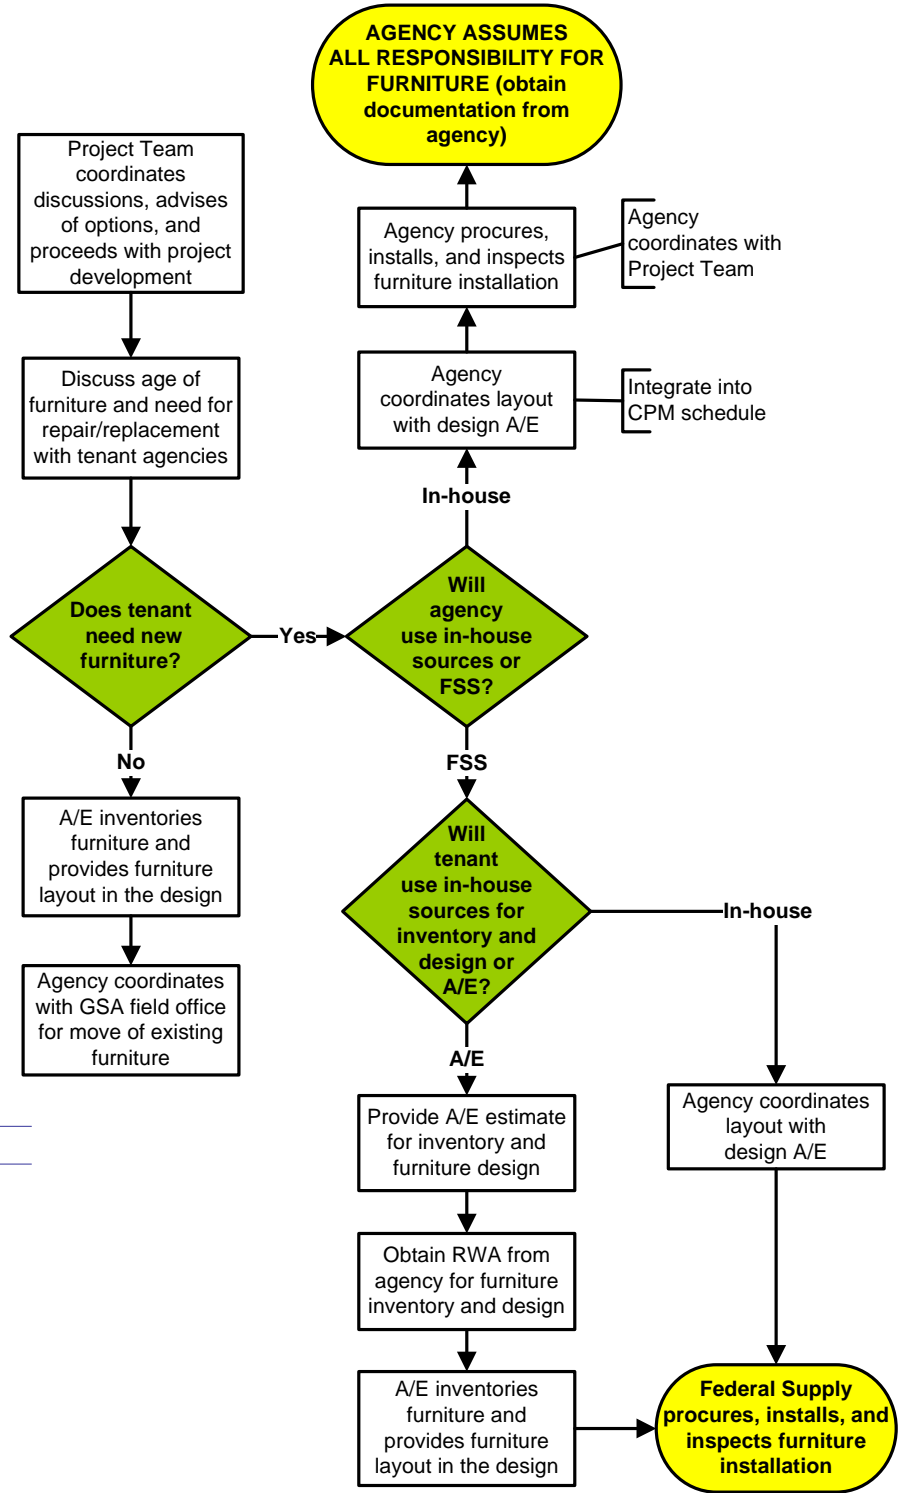 AGENCY ASSUMES
ALL RESPONSIBILITY FOR
FURNITURE (obtain
documentation from
agency)
Project Team
coordinates
discussions, advises
of options, and
proceeds with project
development
Agency procures,
installs, and inspects
furniture installation
Agency
coordinates with
Project Team
Discuss age of
furniture and need for
repair/replacement
with tenant agencies
Agency
coordinates layout
with design A/E
Integrate into
CPM schedule
In-house
Does tenant
need new
furniture?
Yes
Will
agency
use in-house
sources or
FSS?
No
FSS
A/E inventories
furniture and
provides furniture
layout in the design
Will
tenant
use in-house
sources for
inventory and
design or
A/E?
In-house
Agency coordinates
with GSA field office
for move of existing
furniture
A/E
Provide A/E estimate
for inventory and
furniture design
Agency coordinates
layout with
design A/E
Obtain RWA from
agency for furniture
inventory and design
A/E inventories
furniture and
provides furniture
layout in the design
Federal Supply
procures, installs, and
inspects furniture
installation